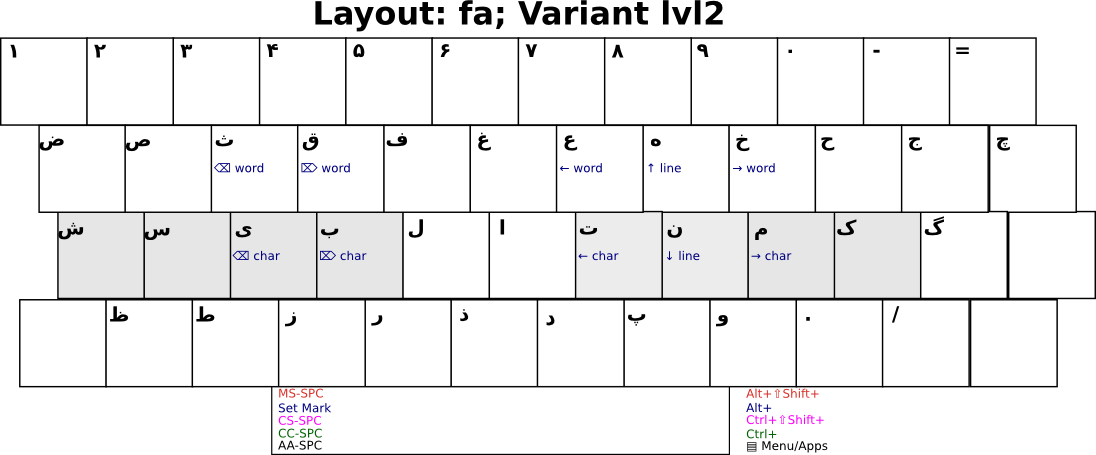 Layout: fa; Variant lvl2
۱ ۲ ۳ ۴ ۵ ۶ ۷ ۸ ۹ ۰ - =
ض ص ث ق ف غ ع ه خ ح ج چ
⌫ word ⌦ word ← word ↑ line → word
ش س ی ب ل ا ت ن م ک گ
⌫ char ⌦ char ← char ↓ line → char
ظ ط ز ر ذ د پ و . /
MS-SPC Alt+⇧Shift+
Set Mark Alt+
CS-SPC Ctrl+⇧Shift+
CC-SPC Ctrl+
AA-SPC ▤ Menu/Apps